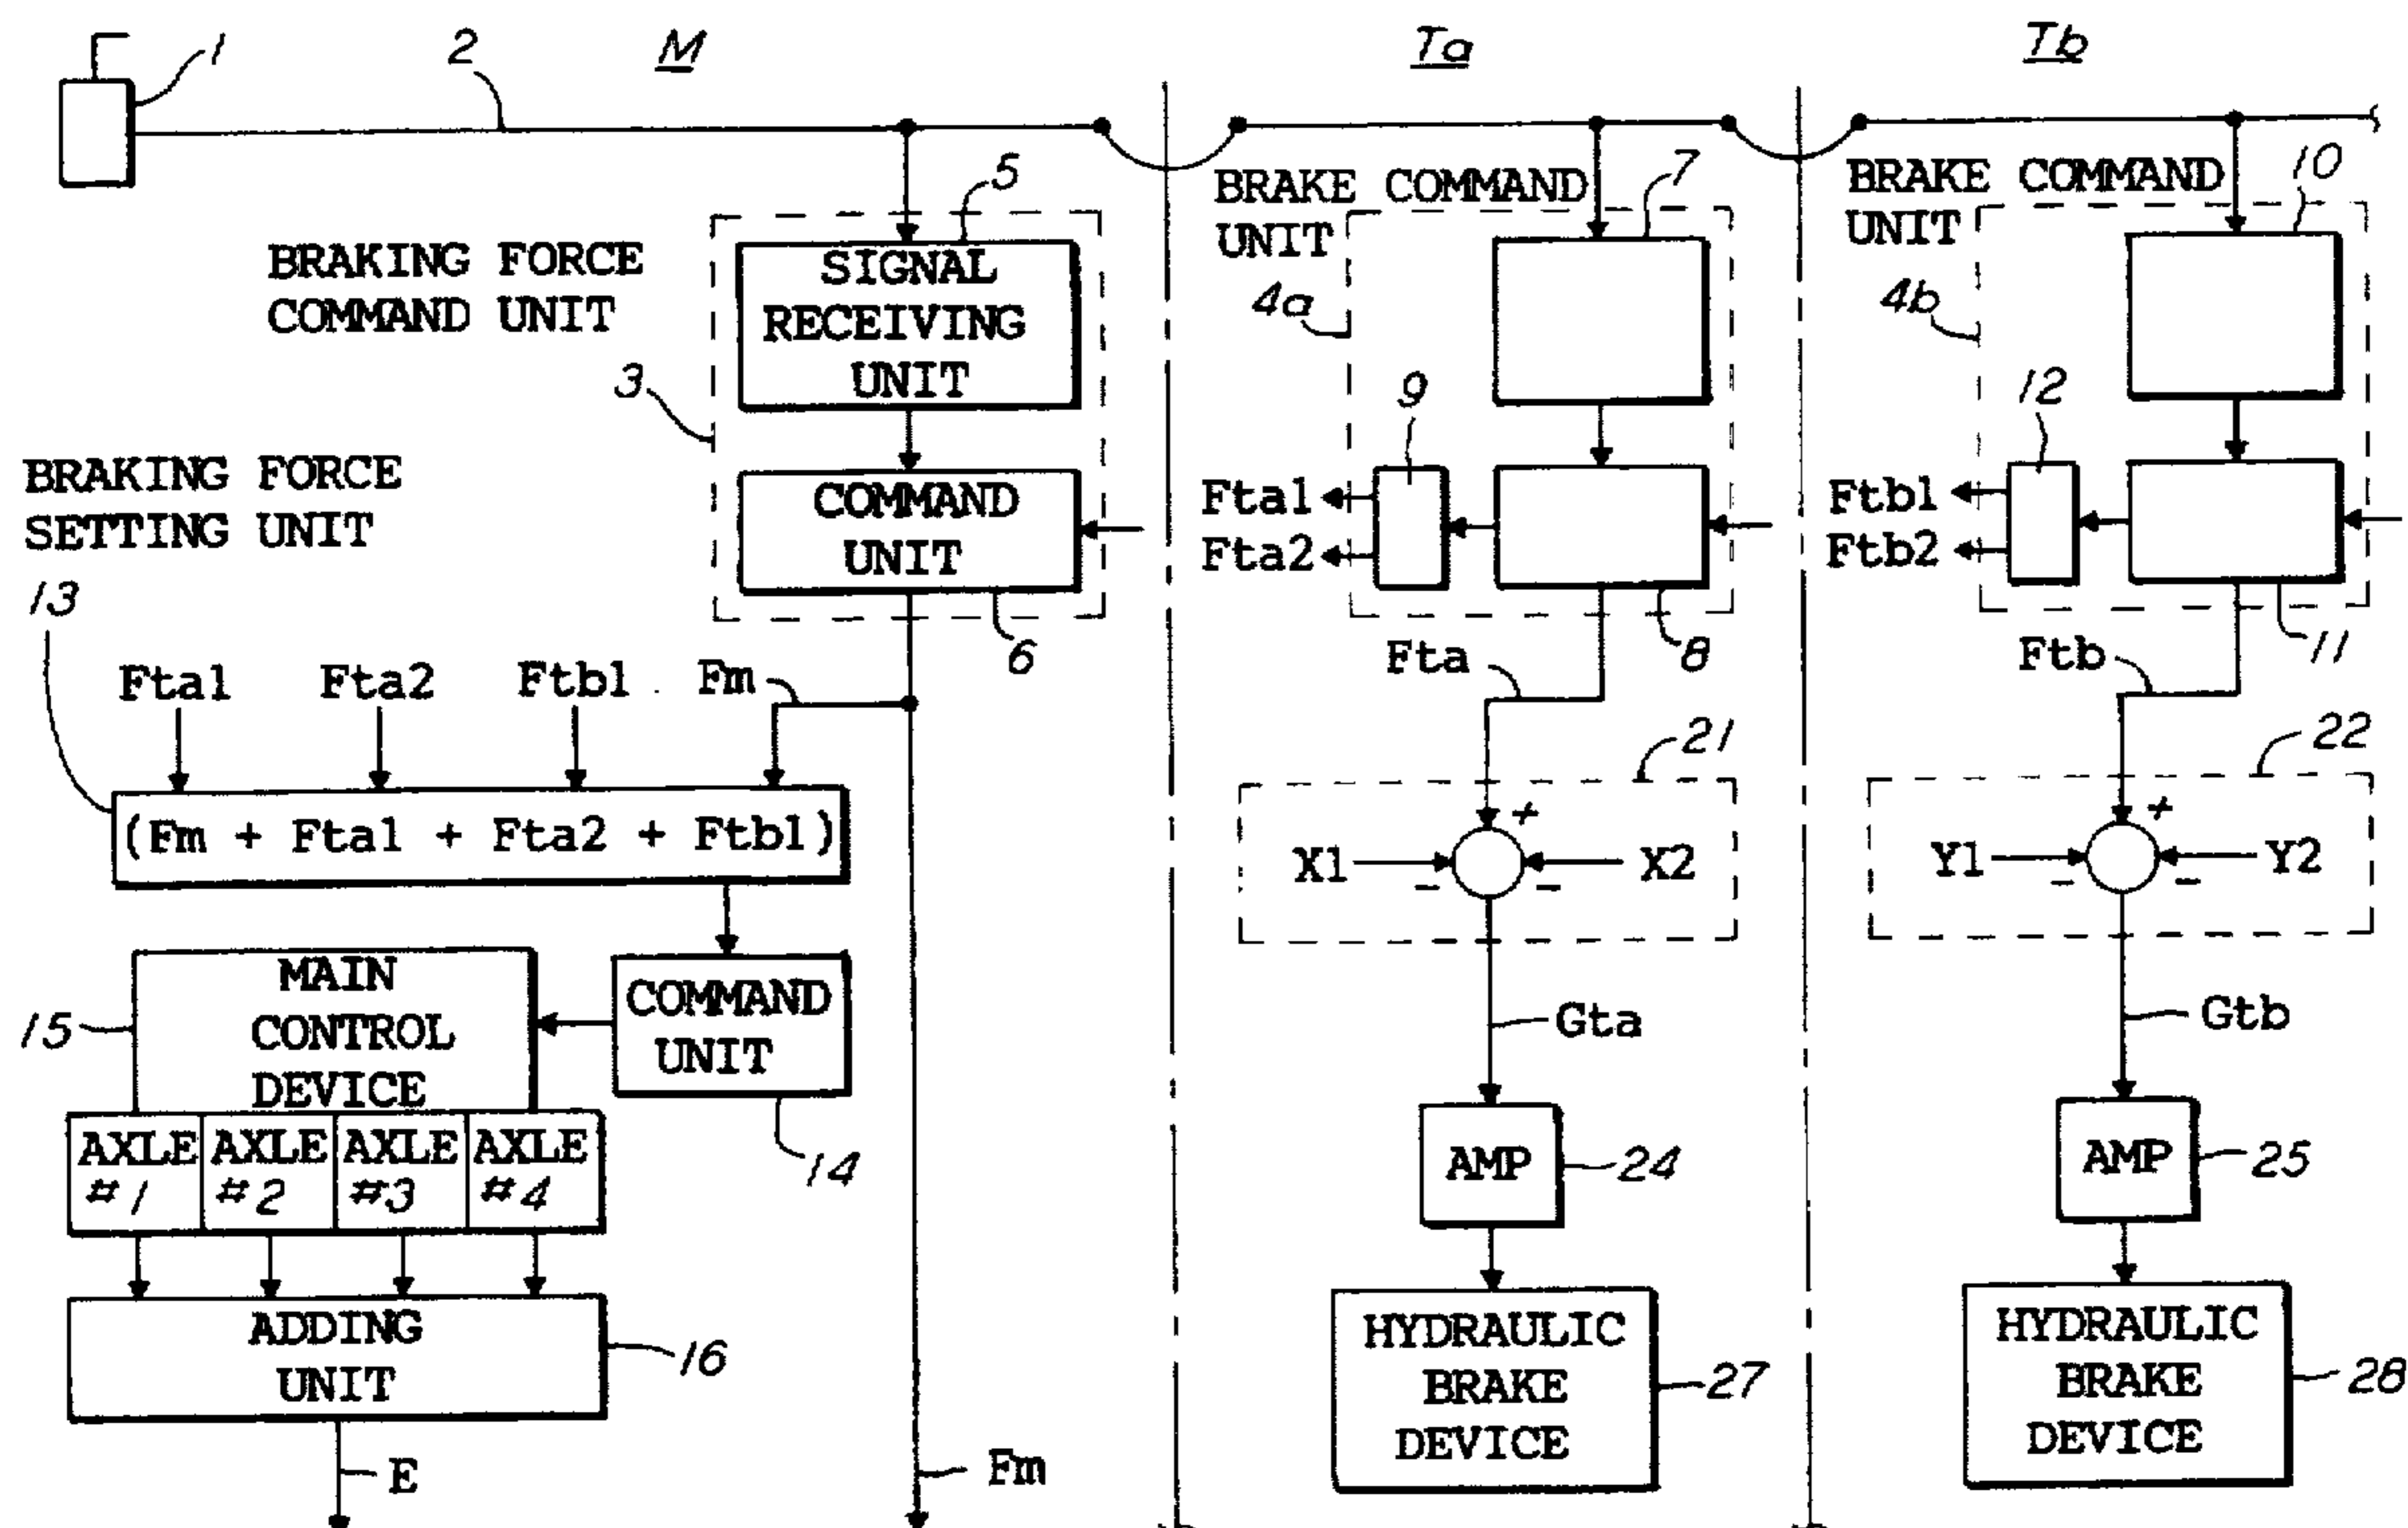 1
2
M
Ta
Tb
BRAKING FORCE
COMMAND UNIT
3
5
SIGNAL
RECEIVING
UNIT
COMMAND
UNIT
6
BRAKE COMMAND
UNIT
4a
7
9
Fta1
Fta2
8
BRAKE COMMAND
UNIT
4b
10
12
Ftb1
Ftb2
11
BRAKING FORCE
SETTING UNIT
13
Fta1
Fta2
Ftb1
Fm
(Fm + Fta1 + Fta2 + Ftb1)
MAIN
CONTROL
DEVICE
15
COMMAND
UNIT
14
AXLE
#1
AXLE
#2
AXLE
#3
AXLE
#4
ADDING
UNIT
16
E
Fm
Fta
21
+
X1
-
-
X2
Gta
AMP
24
HYDRAULIC
BRAKE
DEVICE
27
Ftb
22
+
Y1
-
-
Y2
Gtb
AMP
25
HYDRAULIC
BRAKE
DEVICE
28